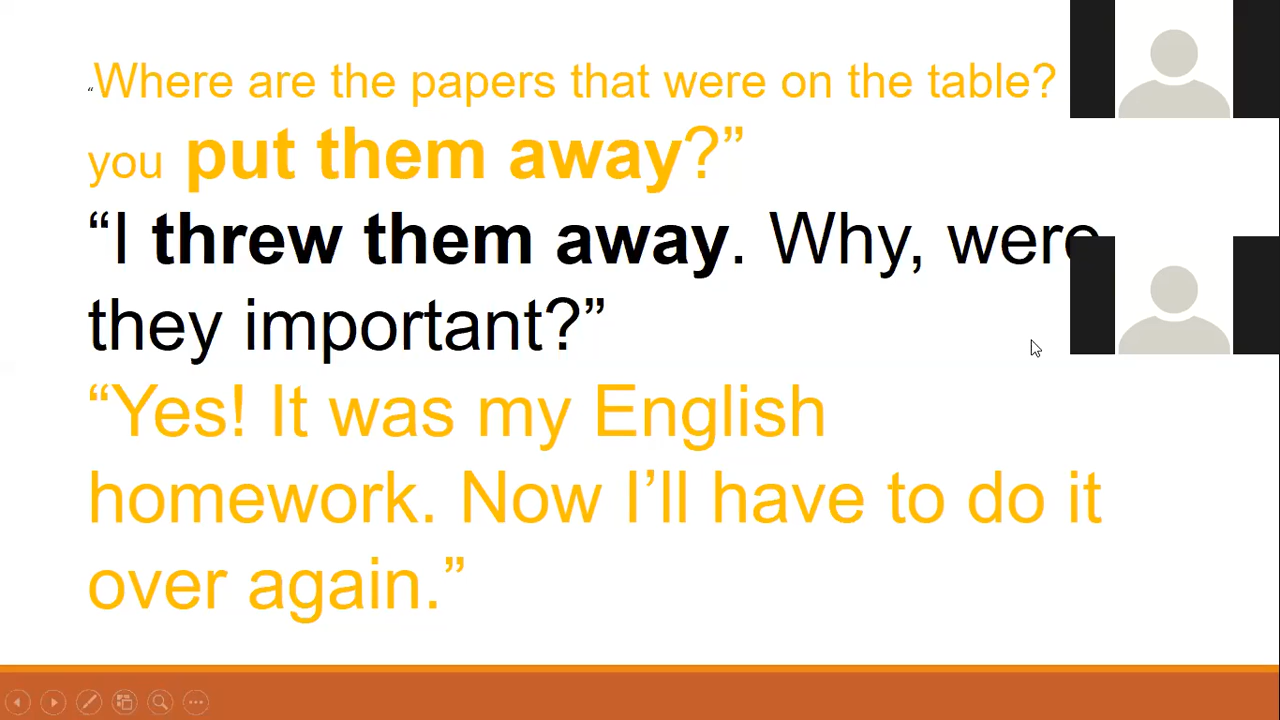 “Where are the papers that were on the table?
you put them away?”
“I threw them away. Why, were
they important?”
“Yes! It was my English
homework. Now I’ll have to do it
over again.”